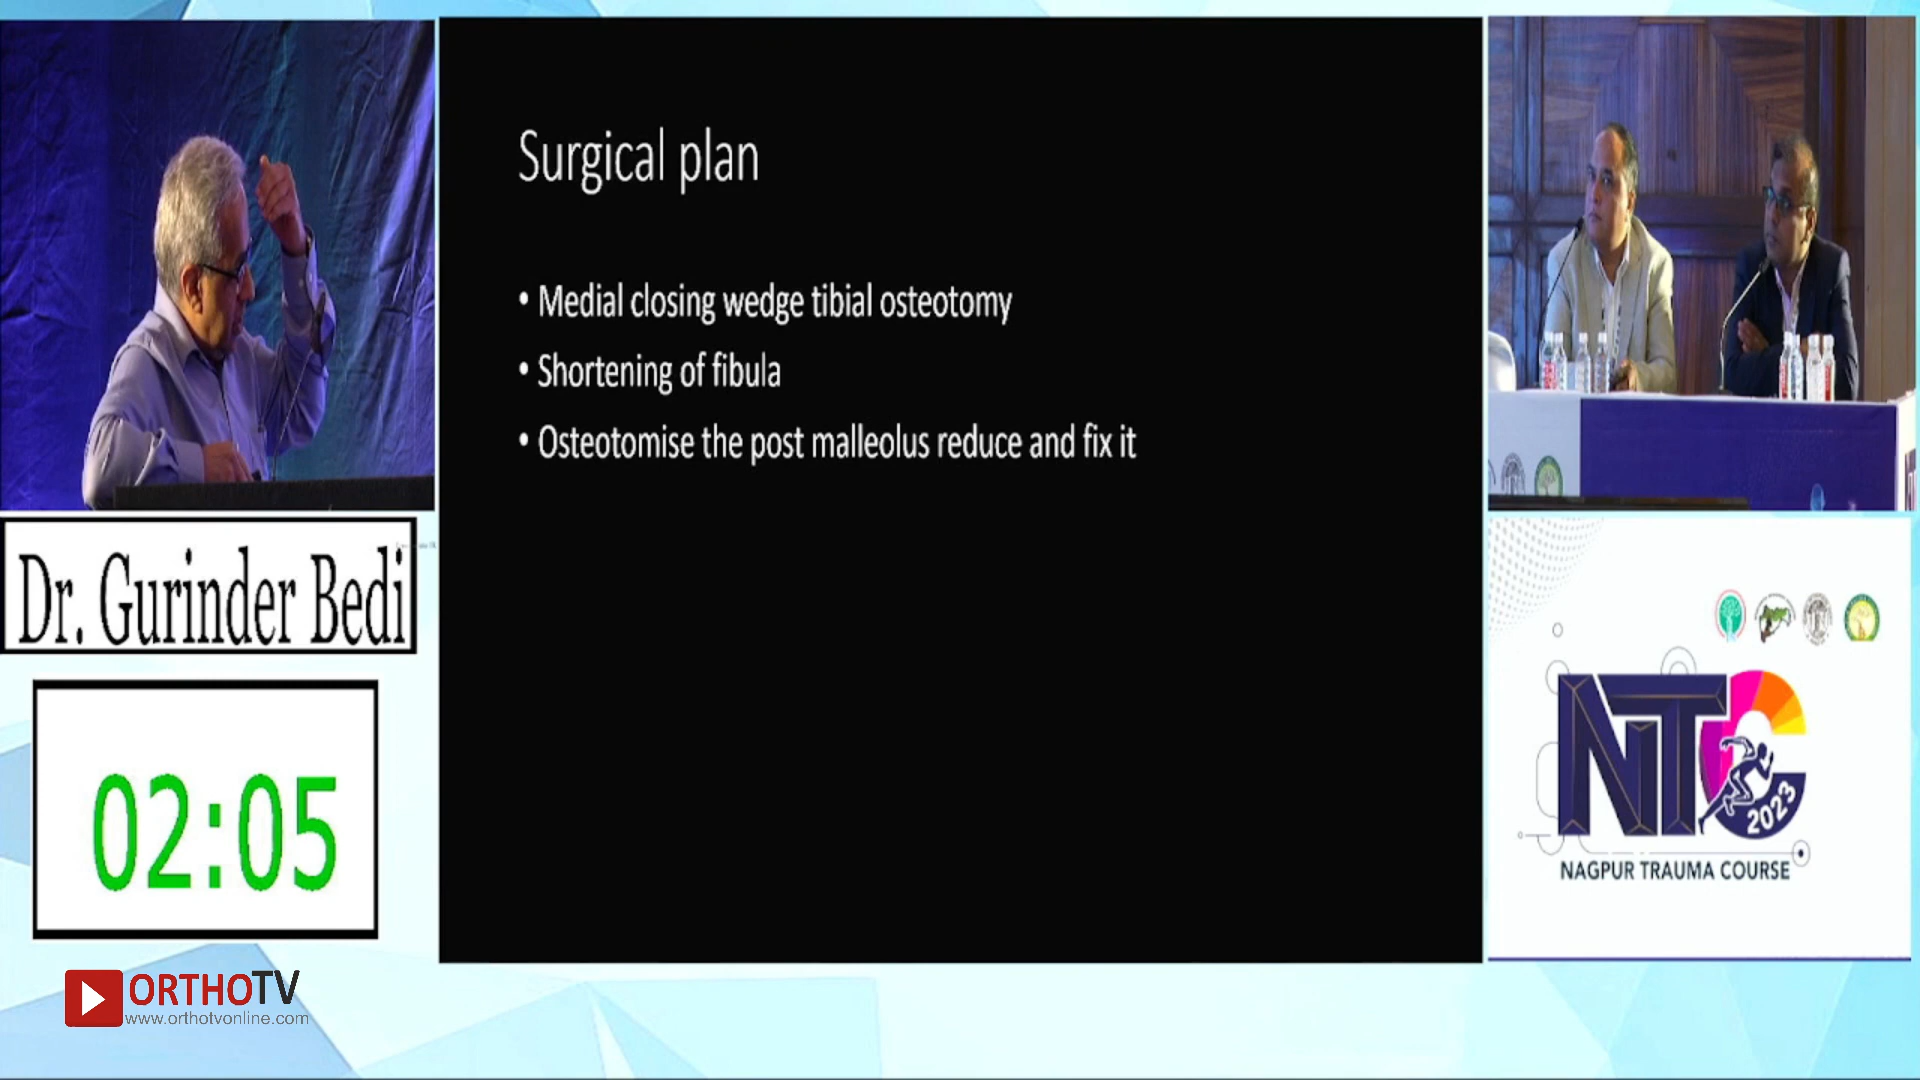 Surgical plan
• Medial closing wedge tibial osteotomy
• Shortening of fibula
• Osteotomise the post malleolus reduce and fix it
Dr. Gurinder Bedi
02:05
NTC
2023
NAGPUR TRAUMA COURSE
ORTHOTV
www.orthotvonline.com